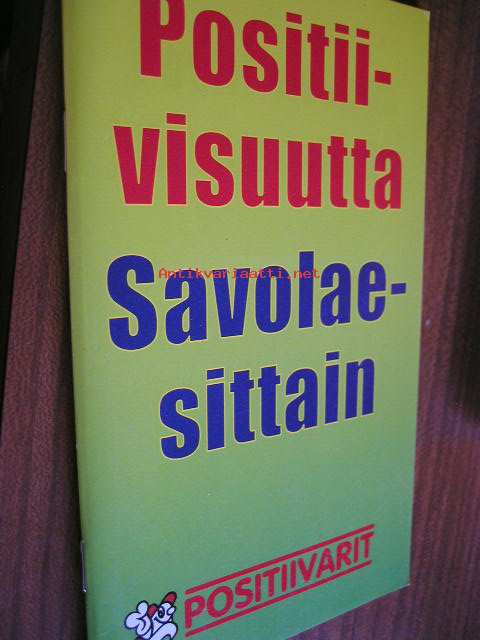 Positii-
visuutta
Antikvariaatti.net
Savolae-
sittain
POSITIIVARIT